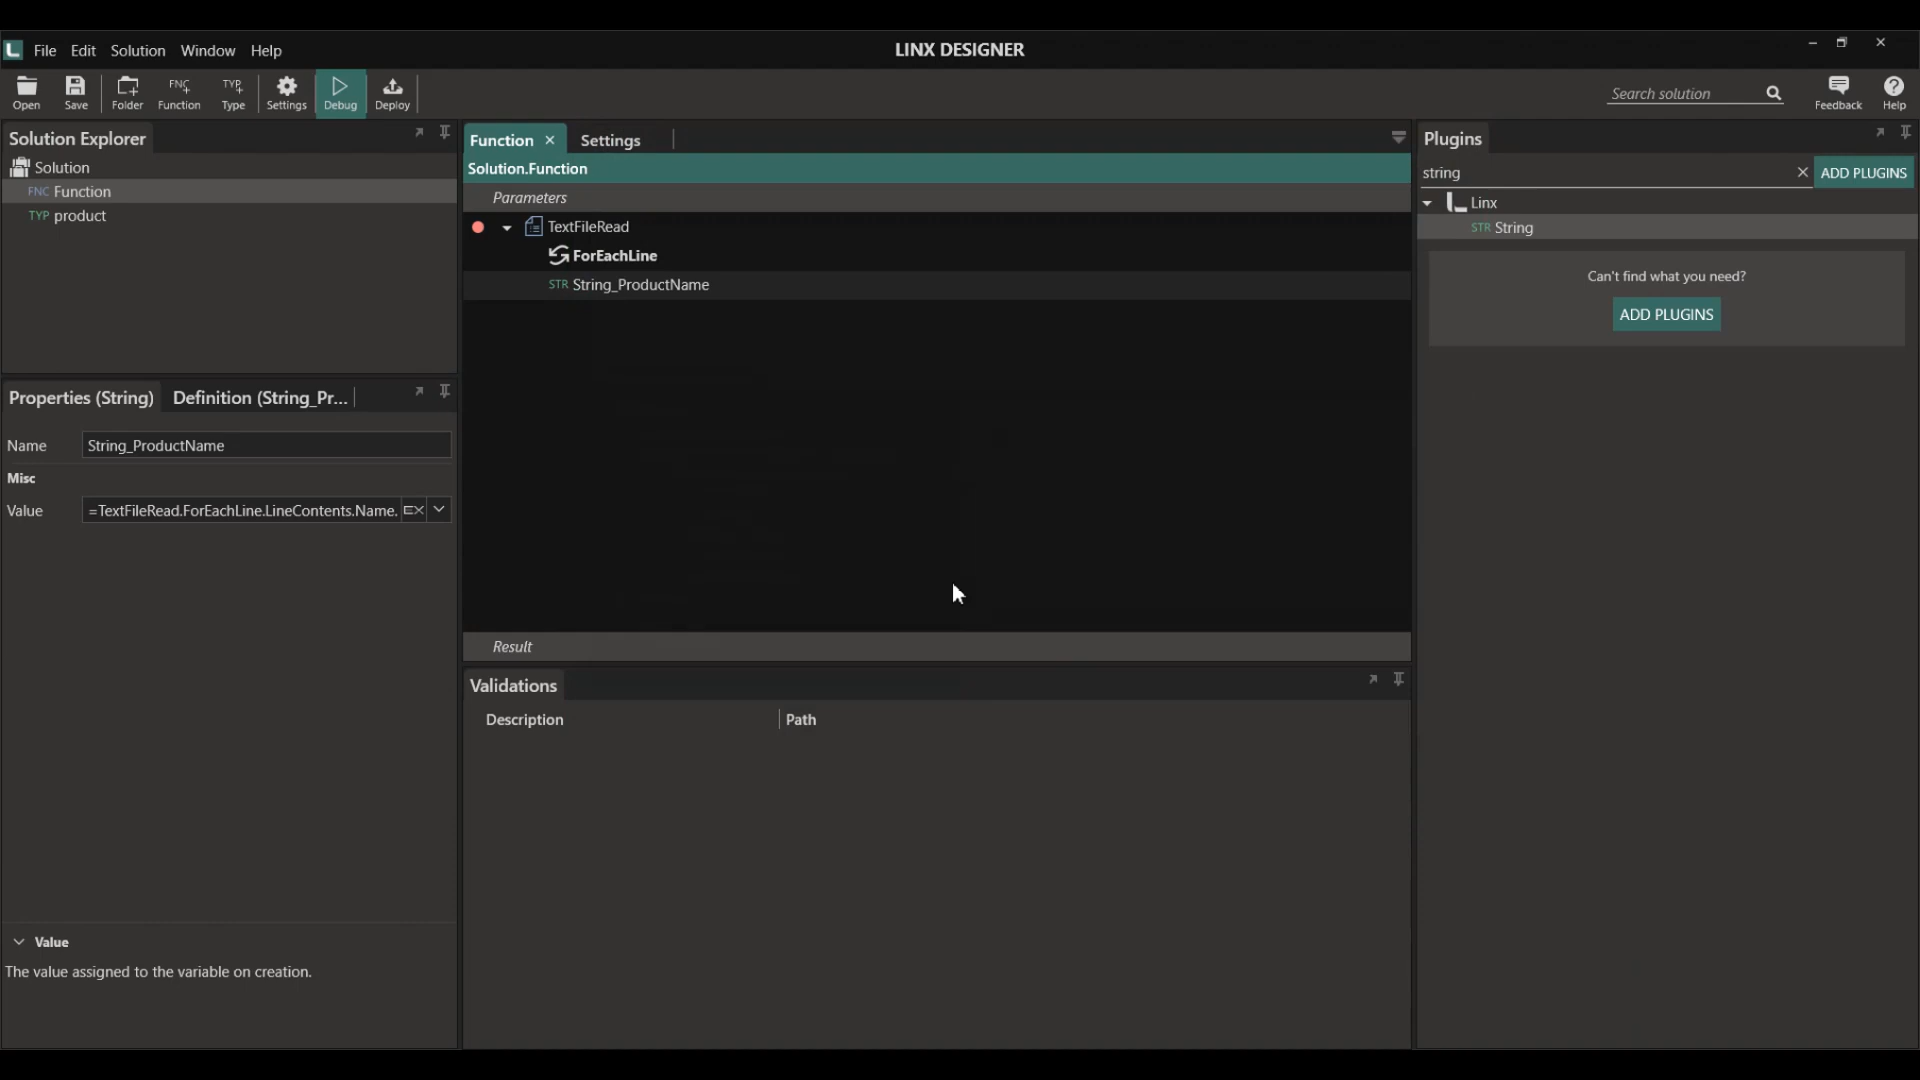 File Edit Solution Window Help
LINX DESIGNER
Open Save Folder FNC Function TYP Type Settings Debug Deploy
Search solution
Feedback Help
Solution Explorer
Solution
FNC Function
TYP product
Properties (String) Definition (String_Pr...
Name String_ProductName
Misc
Value =TextFileRead.ForEachLine.LineContents.Name.
Value
The value assigned to the variable on creation.
Function Settings
Solution.Function
Parameters
TextFileRead
ForEachLine
STR String_ProductName
Result
Validations
Description Path
Plugins
string ADD PLUGINS
Linx
STR String
Can't find what you need?
ADD PLUGINS